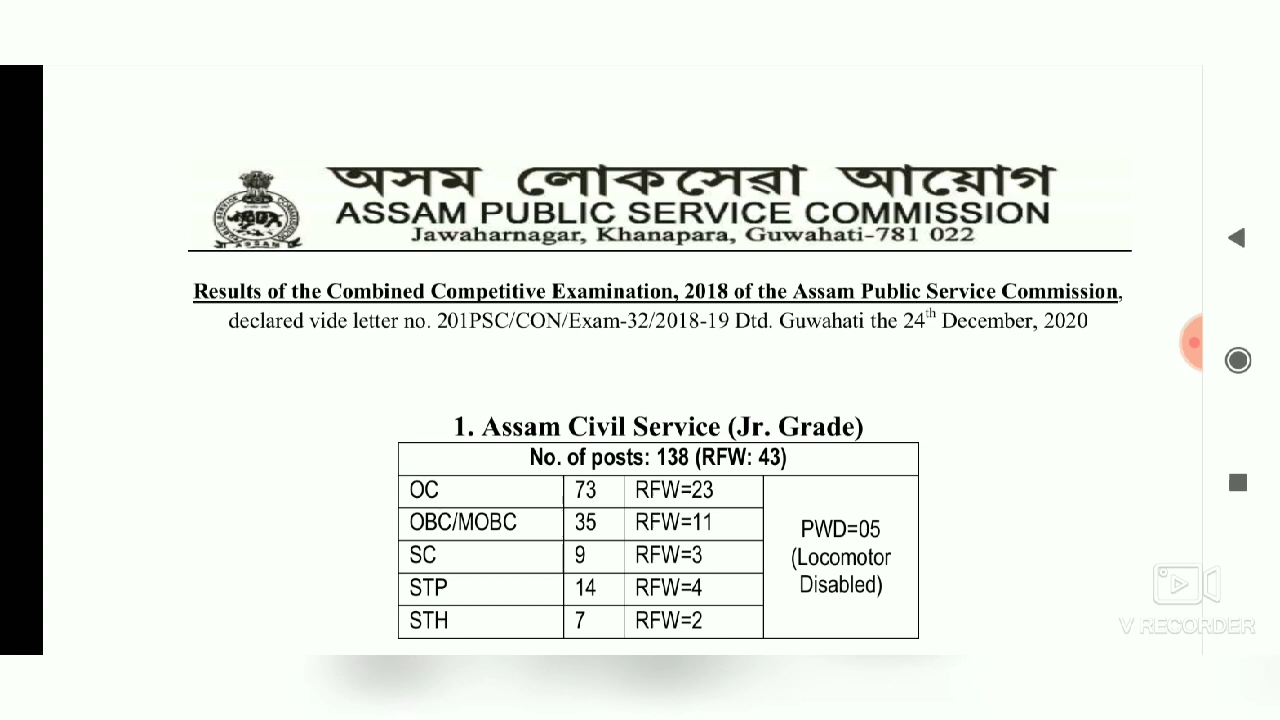 অসম লোকসেৱা আয়োগ
ASSAM PUBLIC SERVICE COMMISSION
Jawaharnagar, Khanapara, Guwahati-781 022
ASSAM
Results of the Combined Competitive Examination, 2018 of the Assam Public Service Commission,
declared vide letter no. 201PSC/CON/Exam-32/2018-19 Dtd. Guwahati the 24th December, 2020
1. Assam Civil Service (Jr. Grade)
No. of posts: 138 (RFW: 43)
OC 73 RFW=23
OBC/MOBC 35 RFW=11
SC 9 RFW=3
STP 14 RFW=4
STH 7 RFW=2
PWD=05
(Locomotor
Disabled)
V RECORDER